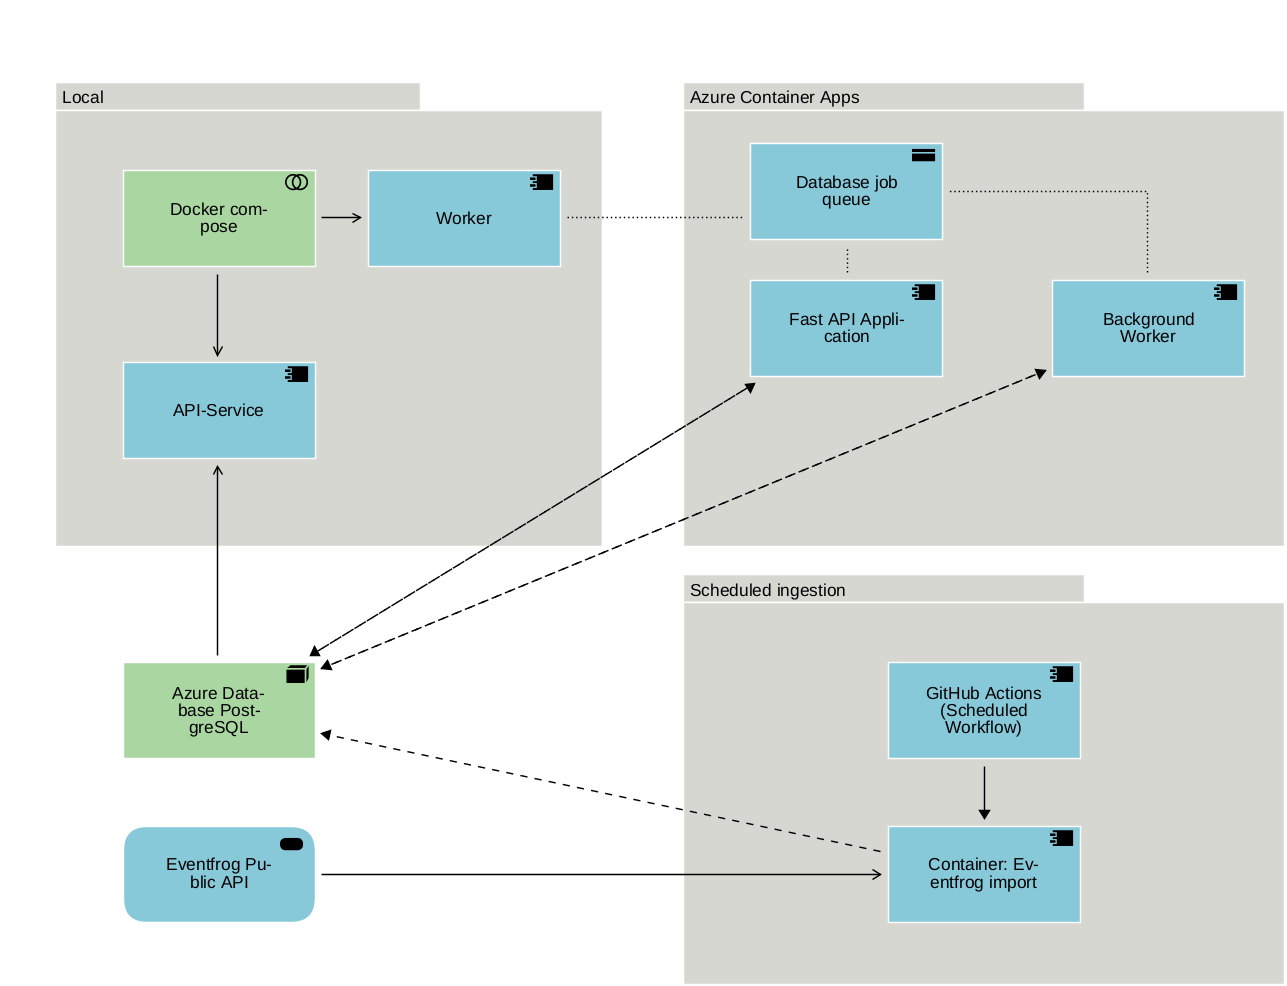 Local
Azure Container Apps
Docker com-
pose
Worker
Database job
queue
Fast API Appli-
cation
Background
Worker
API-Service
Scheduled ingestion
Azure Data-
base Post-
greSQL
GitHub Actions
(Scheduled
Workflow)
Eventfrog Pu-
blic API
Container: Ev-
entfrog import